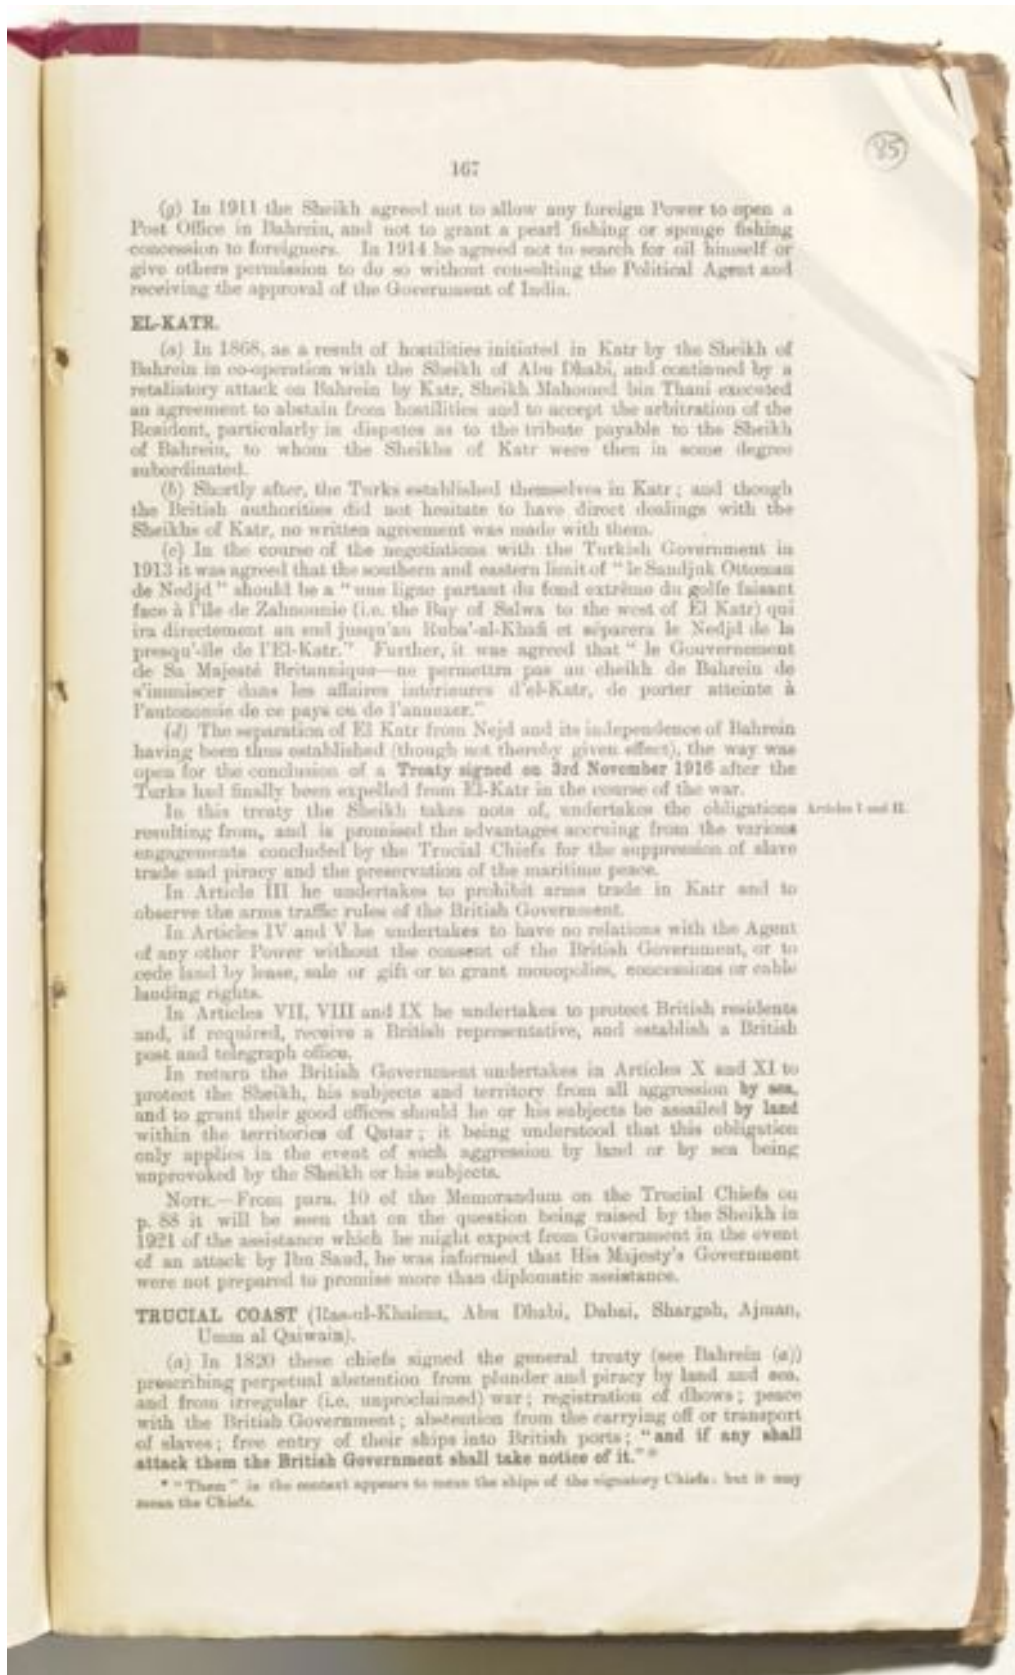 85
167
(g) In 1911 the Sheikh agreed not to allow any foreign Power to open a
Post Office in Bahrein, and not to grant a pearl fishing or sponge fishing
concession to foreigners. In 1914 he agreed not to search for oil himself or
give others permission to do so without consulting the Political Agent and
receiving the approval of the Government of India.
EL-KATR.
(a) In 1868, as a result of hostilities initiated in Katr by the Sheikh of
Bahrein in co-operation with the Sheikh of Abu Dhabi, and continued by a
retaliatory attack on Bahrein by Katr, Sheikh Mahomed bin Thani executed
an agreement to abstain from hostilities and to accept the arbitration of the
Resident, particularly in disputes as to the tribute payable to the Sheikh
of Bahrein, to whom the Sheikhs of Katr were then in some degree
subordinated.
(b) Shortly after, the Turks established themselves in Katr; and though
the British authorities did not hesitate to have direct dealings with the
Sheikhs of Katr, no written agreement was made with them.
(c) In the course of the negotiations with the Turkish Government in
1913 it was agreed that the southern and eastern limit of "le Sandjak Ottoman
de Nedjd" should be a "une ligne partant du fond extrême du golfe faisant
face à l'île de Zahnounie (i.e. the Bay of Salwa to the west of El Katr) qui
ira directement au sud jusqu'au Ruba'-al-Khali et séparera le Nedjd de la
presqu'-île de l'El-Katr." Further, it was agreed that "le Gouvernement
de Sa Majesté Britannique—ne permettra pas au cheikh de Bahrein de
s'immiscer dans les affaires intérieures d'el-Katr, de porter atteinte à
l'autonomie de ce pays ou de l'annexer."
(d) The separation of El Katr from Nejd and its independence of Bahrein
having been thus established (though not thereby given effect), the way was
open for the conclusion of a Treaty signed on 3rd November 1916 after the
Turks had finally been expelled from El-Katr in the course of the war.
In this treaty the Sheikh takes note of, undertakes the obligations Articles I and II.
resulting from, and is promised the advantages accruing from the various
engagements concluded by the Trucial Chiefs for the suppression of slave
trade and piracy and the preservation of the maritime peace.
In Article III he undertakes to prohibit arms trade in Katr and to
observe the arms traffic rules of the British Government.
In Articles IV and V he undertakes to have no relations with the Agent
of any other Power without the consent of the British Government, or to
cede land by lease, sale or gift or to grant monopolies, concessions or cable
landing rights.
In Articles VII, VIII and IX he undertakes to protect British residents
and, if required, receive a British representative, and establish a British
post and telegraph office.
In return the British Government undertakes in Articles X and XI to
protect the Sheikh, his subjects and territory from all aggression by sea,
and to grant their good offices should he or his subjects be assailed by land
within the territories of Qatar; it being understood that this obligation
only applies in the event of such aggression by land or by sea being
unprovoked by the Sheikh or his subjects.
NOTE.—From para. 10 of the Memorandum on the Trucial Chiefs on
p. 88 it will be seen that on the question being raised by the Sheikh in
1921 of the assistance which he might expect from Government in the event
of an attack by Ibn Saud, he was informed that His Majesty's Government
were not prepared to promise more than diplomatic assistance.
TRUCIAL COAST (Ras-ul-Khaima, Abu Dhabi, Dabai, Shargah, Ajman,
Umm al Qaiwain).
(a) In 1820 these chiefs signed the general treaty (see Bahrein (a))
prescribing perpetual abstention from plunder and piracy by land and sea,
and from irregular (i.e. unproclaimed) war; registration of dhows; peace
with the British Government; abstention from the carrying off or transport
of slaves; free entry of their ships into British ports; "and if any shall
attack them the British Government shall take notice of it."*
* "Them" in the context appears to mean the ships of the signatory Chiefs, but it may
mean the Chiefs.